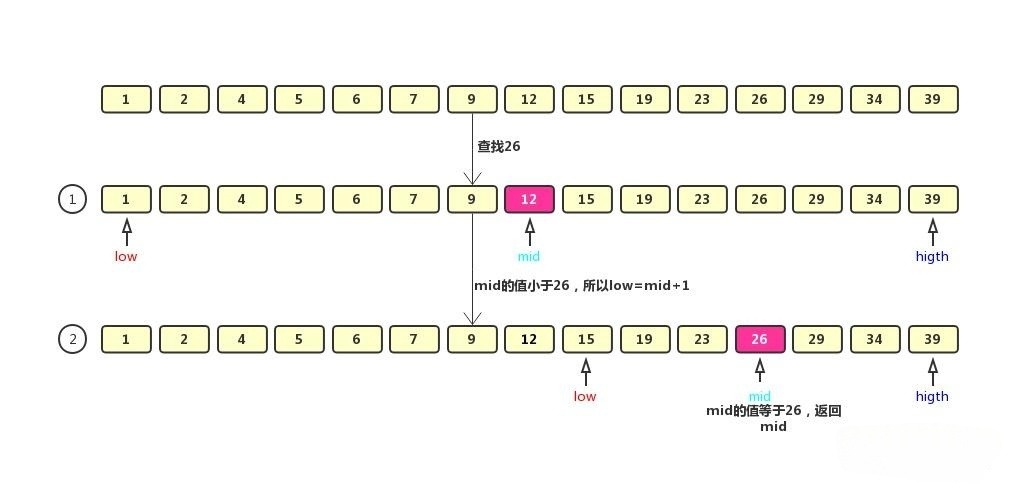 1 2 4 5 6 7 9 12 15 19 23 26 29 34 39
查找26
1 1 2 4 5 6 7 9 12 15 19 23 26 29 34 39
low mid higth
mid的值小于26，所以low=mid+1
2 1 2 4 5 6 7 9 12 15 19 23 26 29 34 39
low mid higth
mid的值等于26，返回
mid